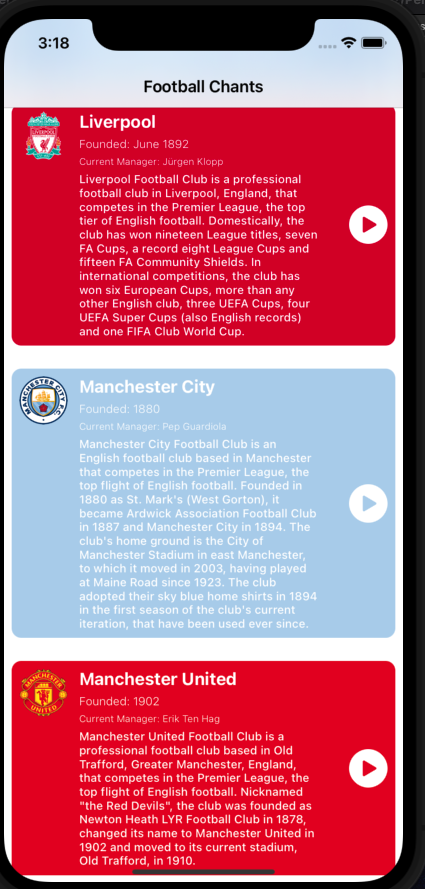 3:18
Football Chants
Liverpool
Founded: June 1892
Current Manager: Jürgen Klopp
Liverpool Football Club is a professional
football club in Liverpool, England, that
competes in the Premier League, the top
tier of English football. Domestically, the
club has won nineteen League titles, seven
FA Cups, a record eight League Cups and
fifteen FA Community Shields. In
international competitions, the club has
won six European Cups, more than any
other English club, three UEFA Cups, four
UEFA Super Cups (also English records)
and one FIFA Club World Cup.
MANCHESTER CITY F.C.
Manchester City
Founded: 1880
Current Manager: Pep Guardiola
Manchester City Football Club is an
English football club based in Manchester
that competes in the Premier League, the
top flight of English football. Founded in
1880 as St. Mark's (West Gorton), it
became Ardwick Association Football Club
in 1887 and Manchester City in 1894. The
club's home ground is the City of
Manchester Stadium in east Manchester,
to which it moved in 2003, having played
at Maine Road since 1923. The club
adopted their sky blue home shirts in 1894
in the first season of the club's current
iteration, that have been used ever since.
MANCHESTER
UNITED
Manchester United
Founded: 1902
Current Manager: Erik Ten Hag
Manchester United Football Club is a
professional football club based in Old
Trafford, Greater Manchester, England,
that competes in the Premier League, the
top flight of English football. Nicknamed
"the Red Devils", the club was founded as
Newton Heath LYR Football Club in 1878,
changed its name to Manchester United in
1902 and moved to its current stadium,
Old Trafford, in 1910.